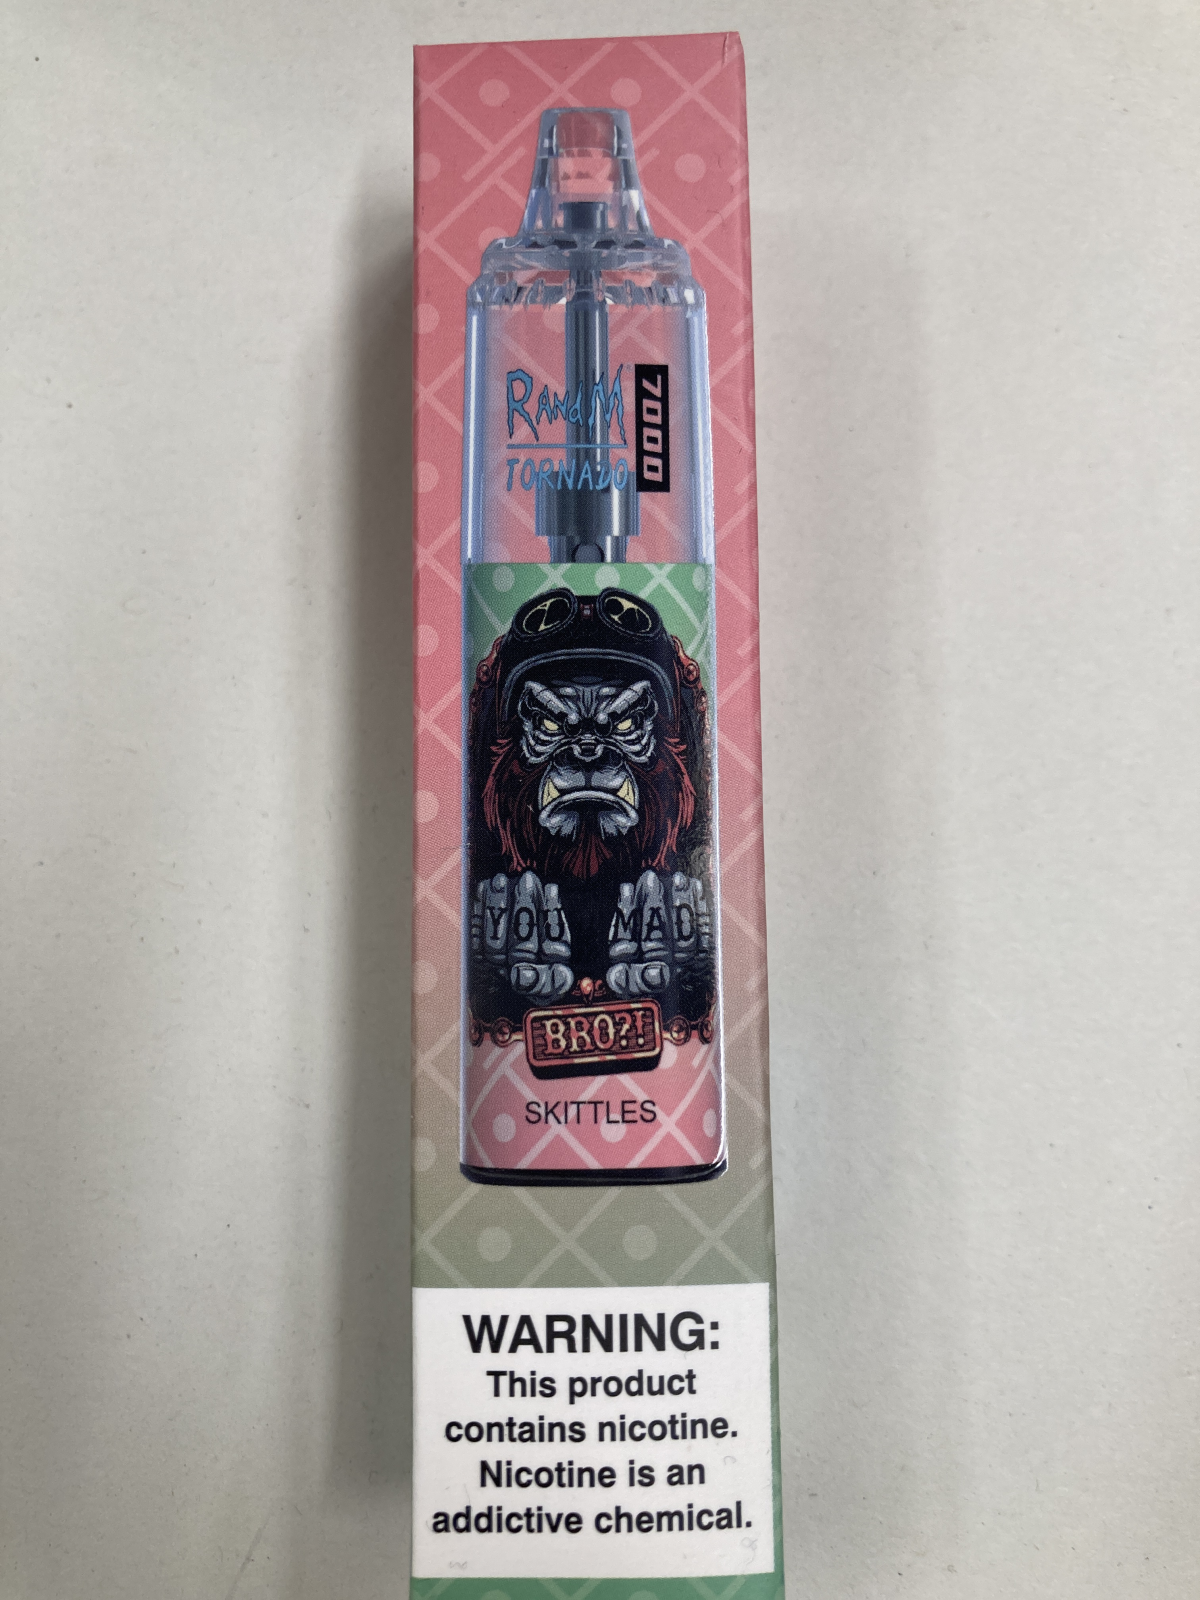 RANDM
TORNADO
7000
YOU MAD
BRO?!
SKITTLES
WARNING:
This product
contains nicotine.
Nicotine is an
addictive chemical.